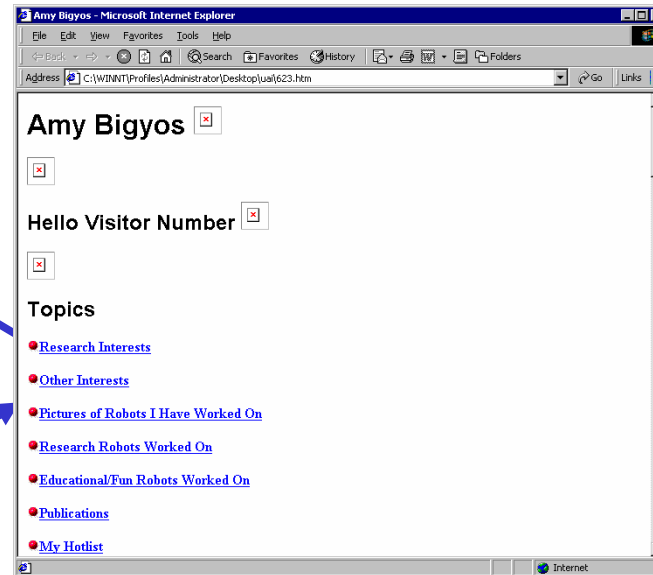 Amy Bigyos - Microsoft Internet Explorer
File Edit View Favorites Tools Help
Back Search Favorites History Folders
Address C:\WINNT\Profiles\Administrator\Desktop\uai\623.htm Go Links
Amy Bigyos
Hello Visitor Number
Topics
Research Interests
Other Interests
Pictures of Robots I Have Worked On
Research Robots Worked On
Educational/Fun Robots Worked On
Publications
My Hotlist
Internet